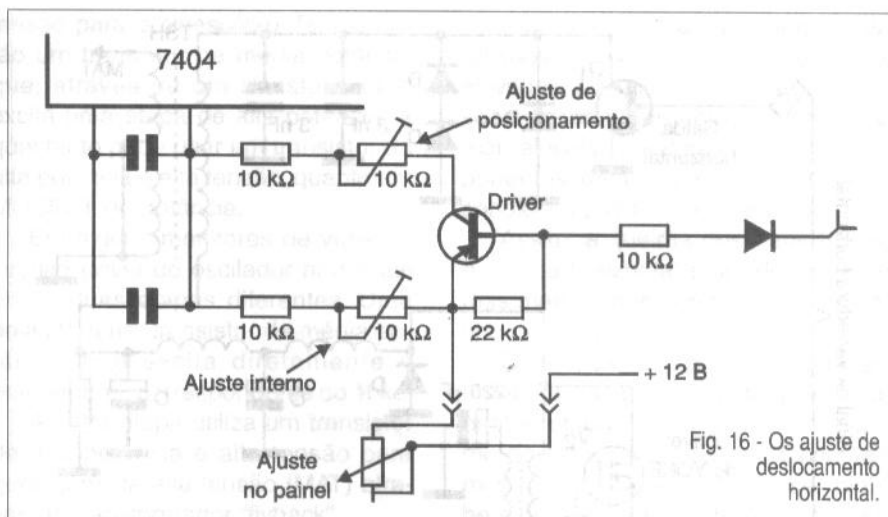 7404
Ajuste de
posicionamento
10 kΩ
10 kΩ
Driver
10 kΩ
10 kΩ
10 kΩ
22 kΩ
Ajuste interno
+ 12 B
Ajuste
no painel
Fig. 16 - Os ajuste de
deslocamento
horizontal.